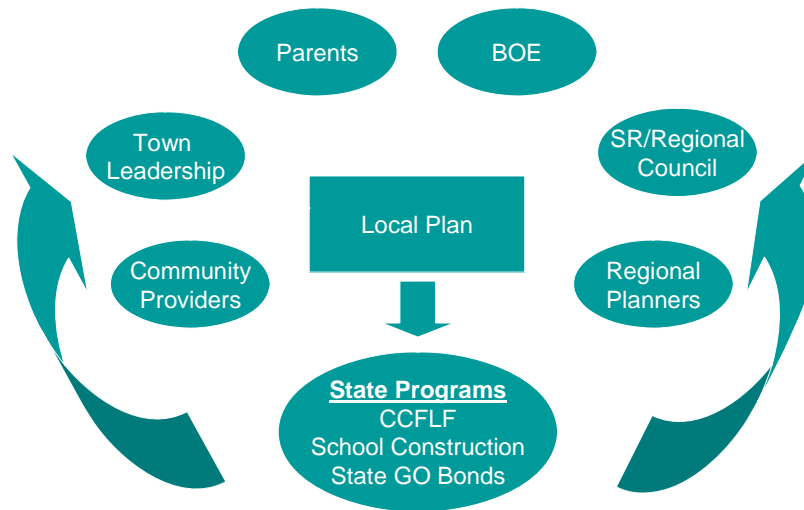 Parents
BOE
Town
Leadership
SR/Regional
Council
Local Plan
Community
Providers
Regional
Planners
State Programs
CCFLF
School Construction
State GO Bonds